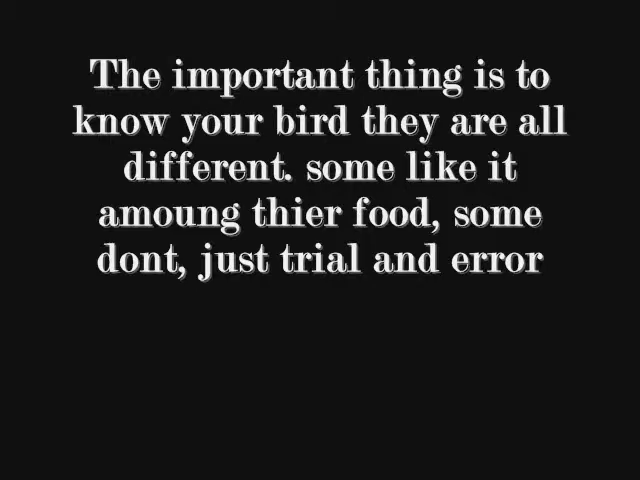 The important thing is to
know your bird they are all
different. some like it
amoung thier food, some
dont, just trial and error